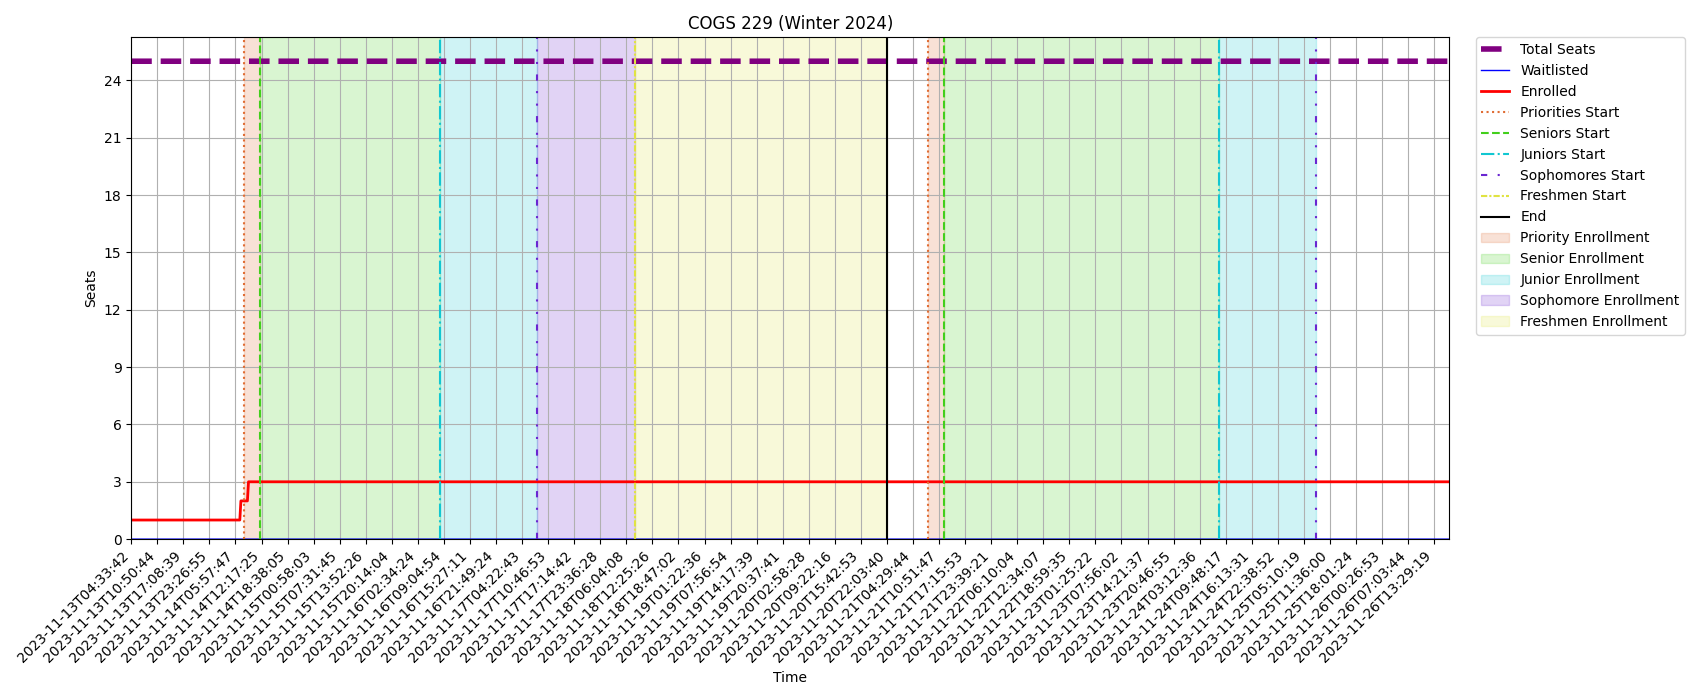 COGS 229 (Winter 2024)
Seats
24
21
18
15
12
9
6
3
0
2023-11-13T04:33:42
2023-11-13T10:50:44
2023-11-13T17:08:39
2023-11-13T23:26:55
2023-11-14T05:57:47
2023-11-14T12:17:25
2023-11-14T18:38:05
2023-11-15T00:58:03
2023-11-15T07:31:45
2023-11-15T13:52:26
2023-11-15T20:14:04
2023-11-16T02:34:24
2023-11-16T09:04:54
2023-11-16T15:27:11
2023-11-16T21:49:24
2023-11-17T04:22:43
2023-11-17T10:46:53
2023-11-17T17:14:42
2023-11-17T23:36:28
2023-11-18T06:04:08
2023-11-18T12:25:26
2023-11-18T18:47:02
2023-11-19T01:22:36
2023-11-19T07:56:54
2023-11-19T14:17:39
2023-11-19T20:37:41
2023-11-20T02:58:28
2023-11-20T09:22:16
2023-11-20T15:42:53
2023-11-20T22:03:40
2023-11-21T04:29:44
2023-11-21T10:51:47
2023-11-21T17:15:53
2023-11-21T23:39:21
2023-11-22T06:10:04
2023-11-22T12:34:07
2023-11-22T18:59:35
2023-11-23T01:25:22
2023-11-23T07:56:02
2023-11-23T14:21:37
2023-11-23T20:46:55
2023-11-24T03:12:36
2023-11-24T09:48:17
2023-11-24T16:13:31
2023-11-24T22:38:52
2023-11-25T05:10:19
2023-11-25T11:36:00
2023-11-25T18:01:24
2023-11-26T00:26:53
2023-11-26T07:03:44
2023-11-26T13:29:19
Time
Total Seats
Waitlisted
Enrolled
Priorities Start
Seniors Start
Juniors Start
Sophomores Start
Freshmen Start
End
Priority Enrollment
Senior Enrollment
Junior Enrollment
Sophomore Enrollment
Freshmen Enrollment